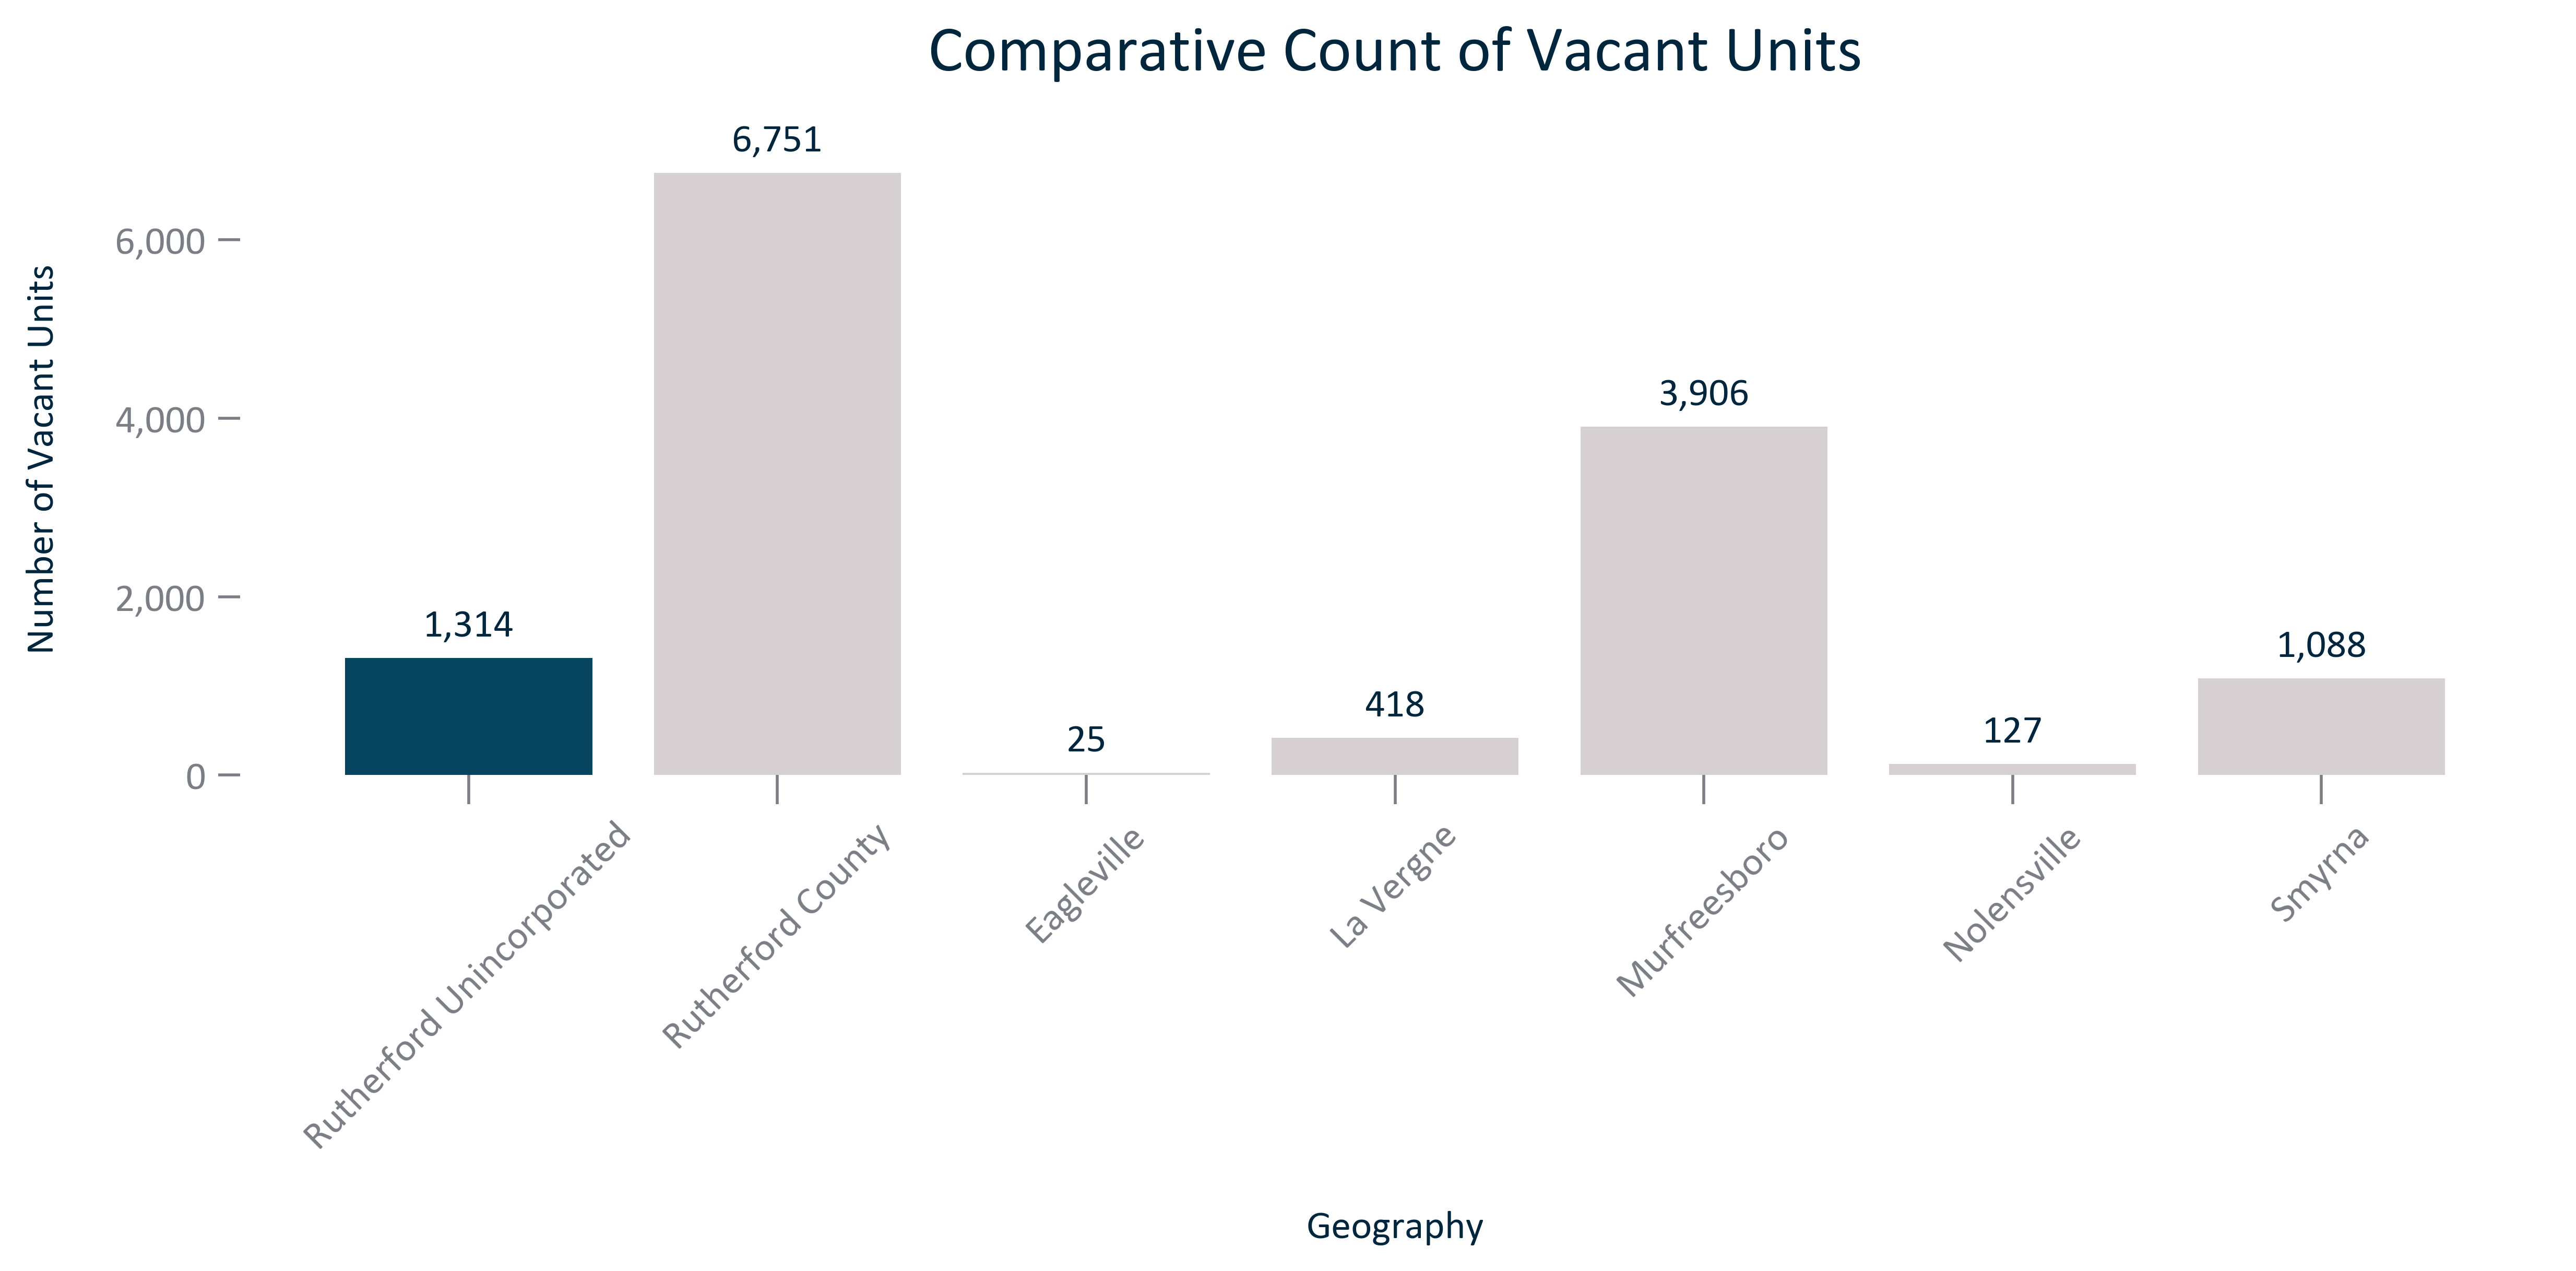 Comparative Count of Vacant Units
Number of Vacant Units
6,000
4,000
2,000
0
1,314
6,751
25
418
3,906
127
1,088
Rutherford Unincorporated
Rutherford County
Eagleville
La Vergne
Murfreesboro
Nolensville
Smyrna
Geography